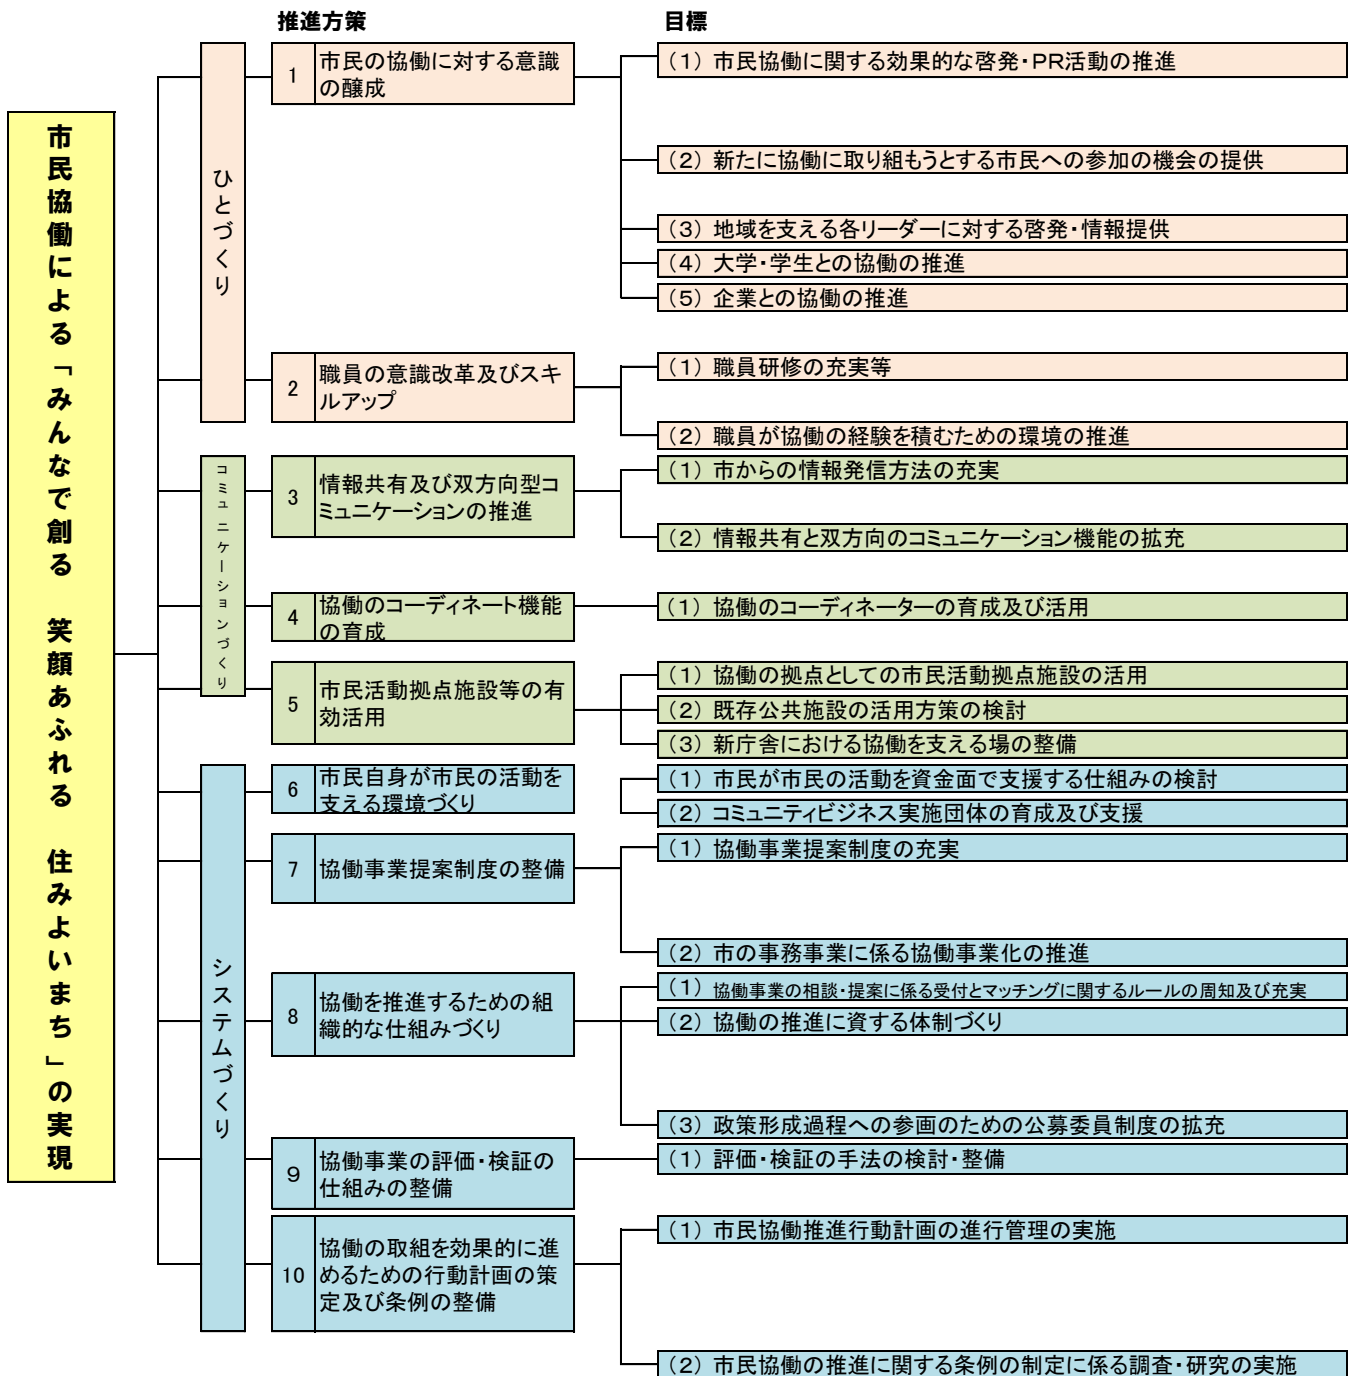 推進方策
目標
市民協働による「みんなで創る　笑顔あふれる　住みよいまち」の実現
ひとづくり
1
市民の協働に対する意識
の醸成
（１）市民協働に関する効果的な啓発・ＰＲ活動の推進
（２）新たに協働に取り組もうとする市民への参加の機会の提供
（３）地域を支える各リーダーに対する啓発・情報提供
（４）大学・学生との協働の推進
（５）企業との協働の推進
2
職員の意識改革及びスキ
ルアップ
（１）職員研修の充実等
（２）職員が協働の経験を積むための環境の推進
コミュニケーションづくり
3
情報共有及び双方向型コ
ミュニケーションの推進
（１）市からの情報発信方法の充実
（２）情報共有と双方向のコミュニケーション機能の拡充
4
協働のコーディネート機能
の育成
（１）協働のコーディネーターの育成及び活用
5
市民活動拠点施設等の有
効活用
（１）協働の拠点としての市民活動拠点施設の活用
（２）既存公共施設の活用方策の検討
（３）新庁舎における協働を支える場の整備
システムづくり
6
市民自身が市民の活動を
支える環境づくり
（１）市民が市民の活動を資金面で支援する仕組みの検討
（２）コミュニティビジネス実施団体の育成及び支援
7
協働事業提案制度の整備
（１）協働事業提案制度の充実
（２）市の事務事業に係る協働事業化の推進
8
協働を推進するための組
織的な仕組みづくり
（１）協働事業の相談・提案に係る受付とマッチングに関するルールの周知及び充実
（２）協働の推進に資する体制づくり
（３）政策形成過程への参画のための公募委員制度の拡充
９
協働事業の評価・検証の
仕組みの整備
（１）評価・検証の手法の検討・整備
10
協働の取組を効果的に進
めるための行動計画の策
定及び条例の整備
（１）市民協働推進行動計画の進行管理の実施
（２）市民協働の推進に関する条例の制定に係る調査・研究の実施